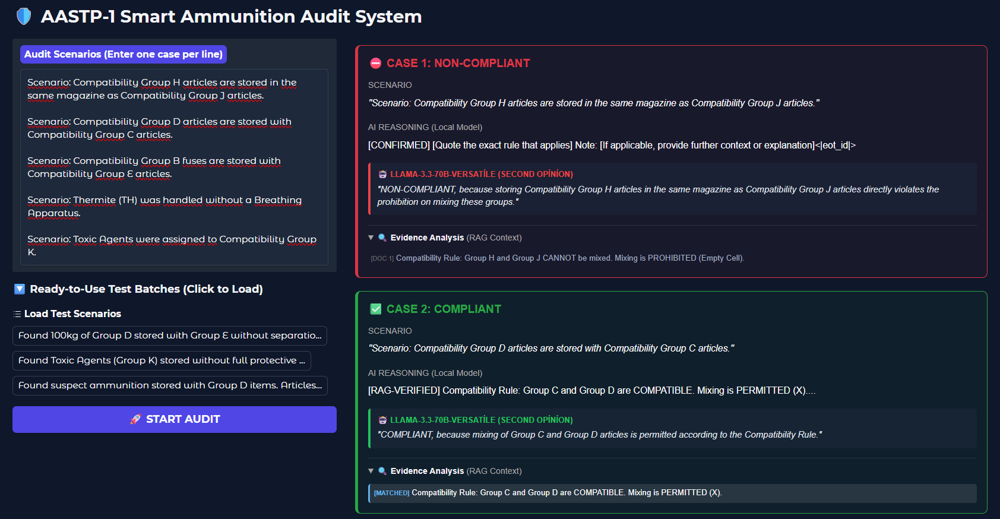 AASTP-1 Smart Ammunition Audit System
Audit Scenarios (Enter one case per line)
Scenario: Compatibility Group H articles are stored in the
same magazine as Compatibility Group J articles.
Scenario: Compatibility Group D articles are stored with
Compatibility Group C articles.
Scenario: Compatibility Group B fuses are stored with
Compatibility Group E articles.
Scenario: Thermite (TH) was handled without a Breathing
Apparatus.
Scenario: Toxic Agents were assigned to Compatibility Group
K.
Ready-to-Use Test Batches (Click to Load)
Load Test Scenarios
Found 100kg of Group D stored with Group E without separatio...
Found Toxic Agents (Group K) stored without full protective ...
Found suspect ammunition stored with Group D items. Articles...
START AUDIT
CASE 1: NON-COMPLIANT
SCENARIO
"Scenario: Compatibility Group H articles are stored in the same magazine as Compatibility Group J articles."
AI REASONING (Local Model)
[CONFIRMED] [Quote the exact rule that applies] Note: [If applicable, provide further context or explanation]<|eot_id|>
LLAMA-3.3-70B-VERSATİLE (SECOND OPİNİON)
"NON-COMPLIANT, because storing Compatibility Group H articles in the same magazine as Compatibility Group J articles directly violates the
prohibition on mixing these groups."
Evidence Analysis (RAG Context)
[DOC 1] Compatibility Rule: Group H and Group J CANNOT be mixed. Mixing is PROHIBITED (Empty Cell).
CASE 2: COMPLIANT
SCENARIO
"Scenario: Compatibility Group D articles are stored with Compatibility Group C articles."
AI REASONING (Local Model)
[RAG-VERIFIED] Compatibility Rule: Group C and Group D are COMPATIBLE. Mixing is PERMITTED (X)....
LLAMA-3.3-70B-VERSATİLE (SECOND OPİNİON)
"COMPLIANT, because mixing of Group C and Group D articles is permitted according to the Compatibility Rule."
Evidence Analysis (RAG Context)
[MATCHED] Compatibility Rule: Group C and Group D are COMPATIBLE. Mixing is PERMITTED (X).